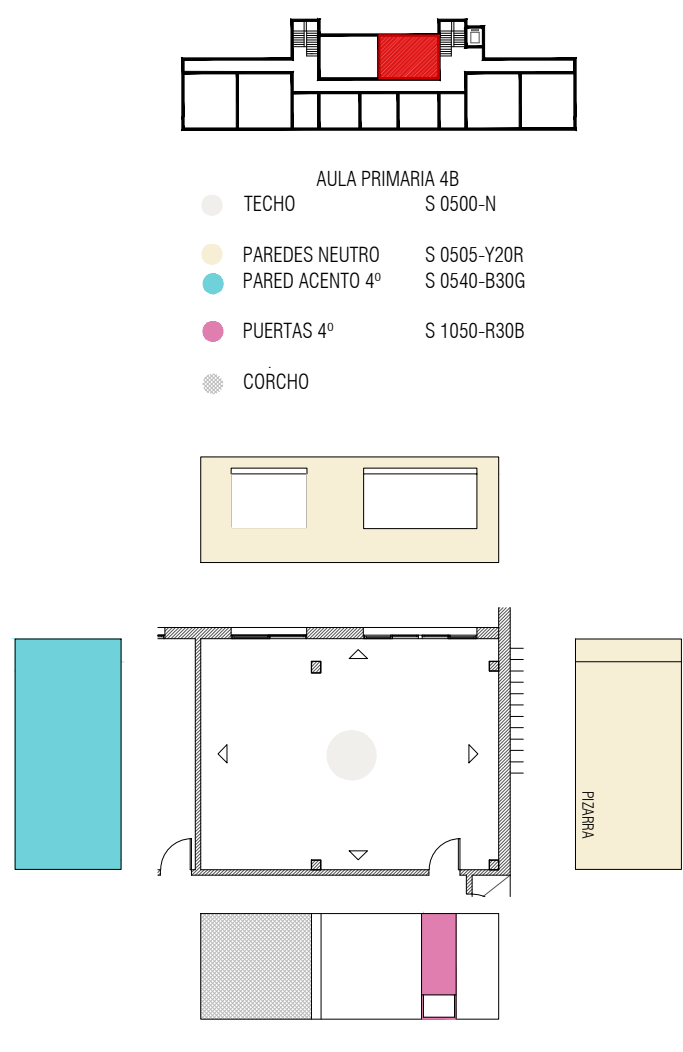 AULA PRIMARIA 4B
TECHO S 0500-N
PAREDES NEUTRO S 0505-Y20R
PARED ACENTO 4º S 0540-B30G
PUERTAS 4º S 1050-R30B
CORCHO
PIZARRA